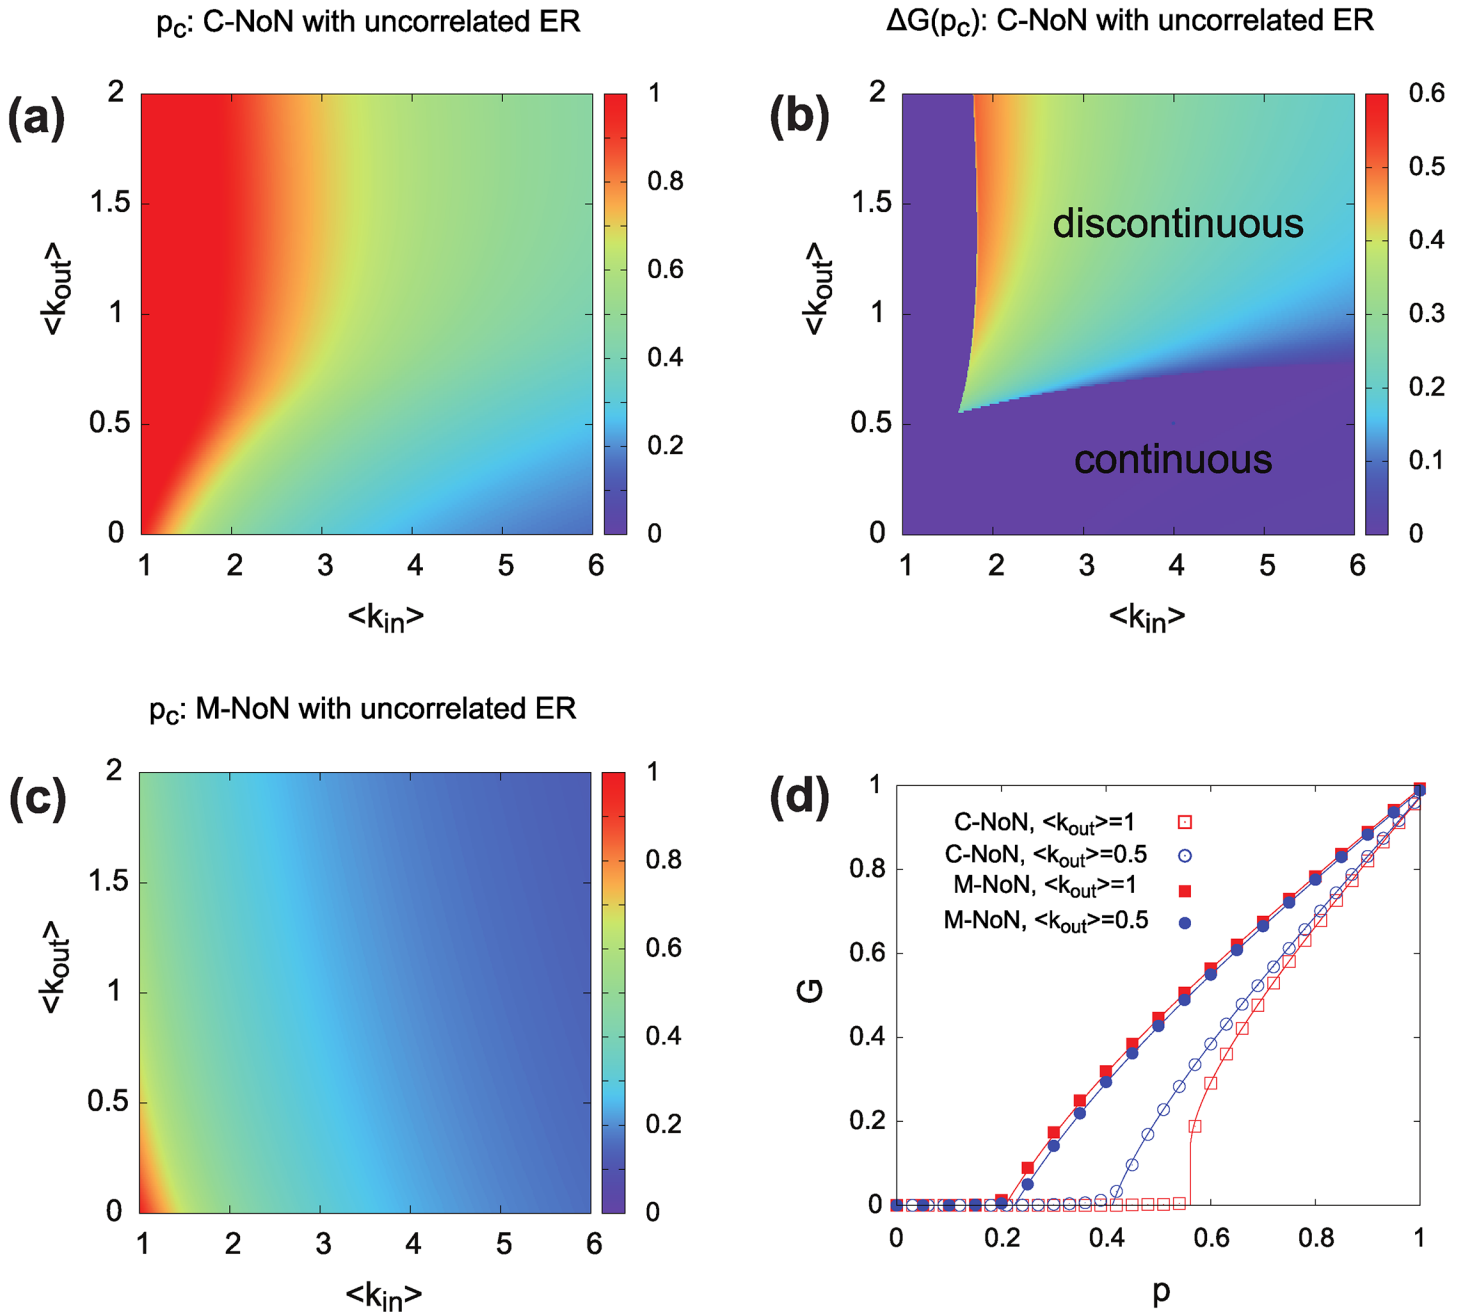 p_c: C-NoN with uncorrelated ER
(a)
2
1.5
1
0.5
0
<k_out>
1 2 3 4 5 6
<k_in>
1
0.8
0.6
0.4
0.2
0
ΔG(p_c): C-NoN with uncorrelated ER
(b)
2
1.5
1
0.5
0
<k_out>
discontinuous
continuous
1 2 3 4 5 6
<k_in>
0.6
0.5
0.4
0.3
0.2
0.1
0
p_c: M-NoN with uncorrelated ER
(c)
2
1.5
1
0.5
0
<k_out>
1 2 3 4 5 6
<k_in>
1
0.8
0.6
0.4
0.2
0
(d)
1
0.8
0.6
0.4
0.2
0
G
C-NoN, <k_out>=1
C-NoN, <k_out>=0.5
M-NoN, <k_out>=1
M-NoN, <k_out>=0.5
0 0.2 0.4 0.6 0.8 1
p